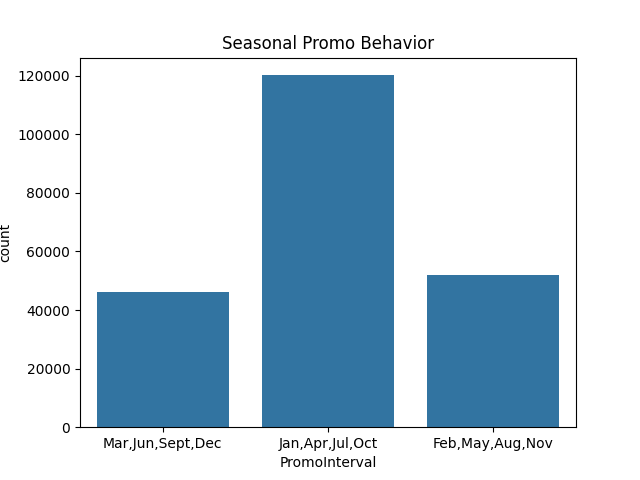 Seasonal Promo Behavior
120000
100000
80000
60000
40000
20000
0
count
Mar,Jun,Sept,Dec
Jan,Apr,Jul,Oct
Feb,May,Aug,Nov
PromoInterval